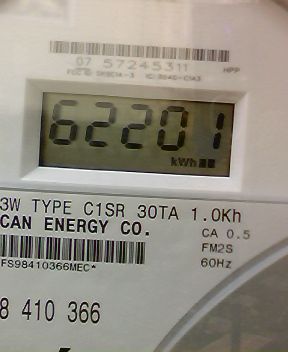 07 57245311
HPP
62201
kWh
3W TYPE C1SR 30TA 1.0Kh
CAN ENERGY CO.
CA 0.5
FM2S
60Hz
FS98410366MEC*
8 410 366